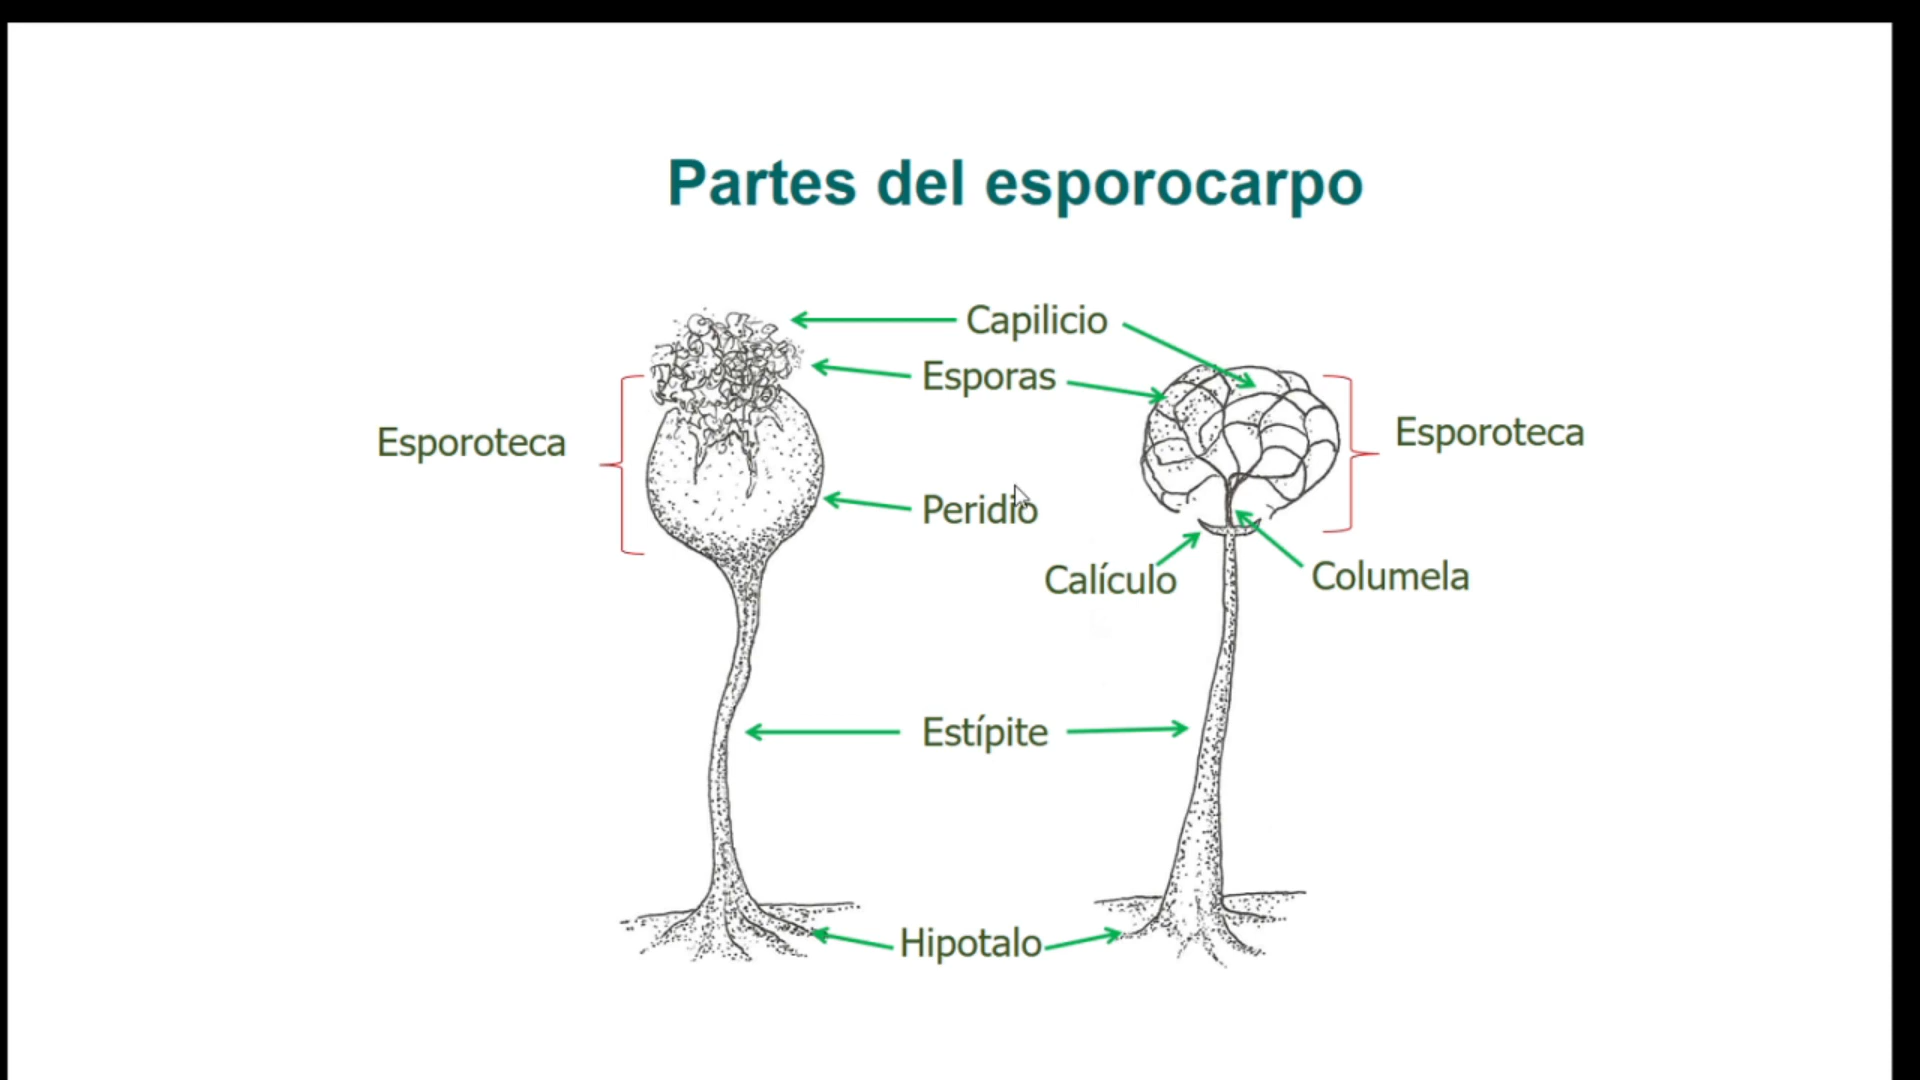 Partes del esporocarpo
Capilicio
Esporas
Esporoteca
Esporoteca
Peridio
Calículo
Columela
Estípite
Hipotalo